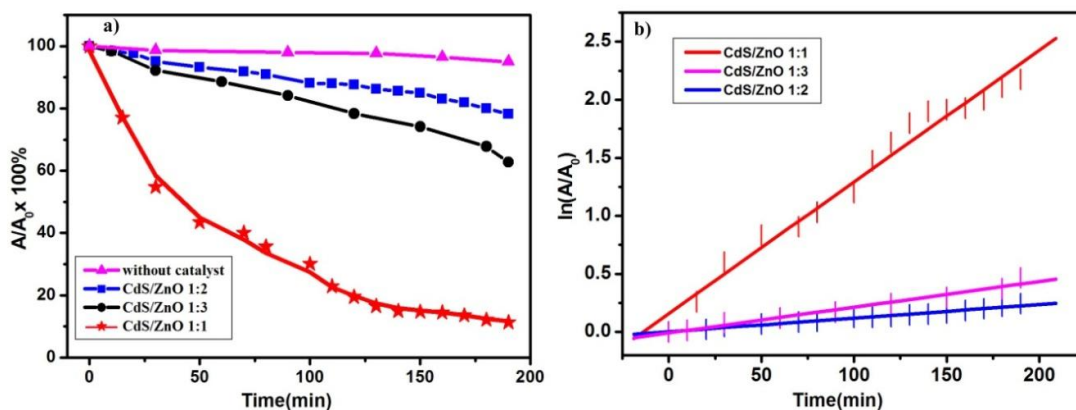 a)
100
80
60
40
20
0
A/A0 x 100%
without catalyst
CdS/ZnO 1:2
CdS/ZnO 1:3
CdS/ZnO 1:1
0
50
100
150
200
Time(min)
b)
2.5
2.0
1.5
1.0
0.5
0.0
ln(A/A0)
CdS/ZnO 1:1
CdS/ZnO 1:3
CdS/ZnO 1:2
0
50
100
150
200
Time(min)